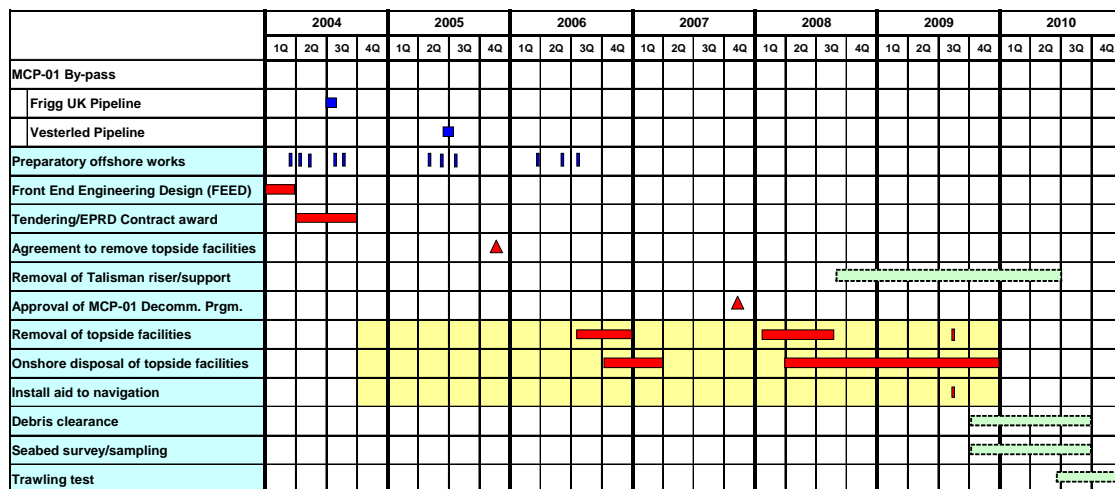 2004 2005 2006 2007 2008 2009 2010
1Q 2Q 3Q 4Q 1Q 2Q 3Q 4Q 1Q 2Q 3Q 4Q 1Q 2Q 3Q 4Q 1Q 2Q 3Q 4Q 1Q 2Q 3Q 4Q 1Q 2Q 3Q 4Q
MCP-01 By-pass
Frigg UK Pipeline
Vesterled Pipeline
Preparatory offshore works
Front End Engineering Design (FEED)
Tendering/EPRD Contract award
Agreement to remove topside facilities
Removal of Talisman riser/support
Approval of MCP-01 Decomm. Prgm.
Removal of topside facilities
Onshore disposal of topside facilities
Install aid to navigation
Debris clearance
Seabed survey/sampling
Trawling test